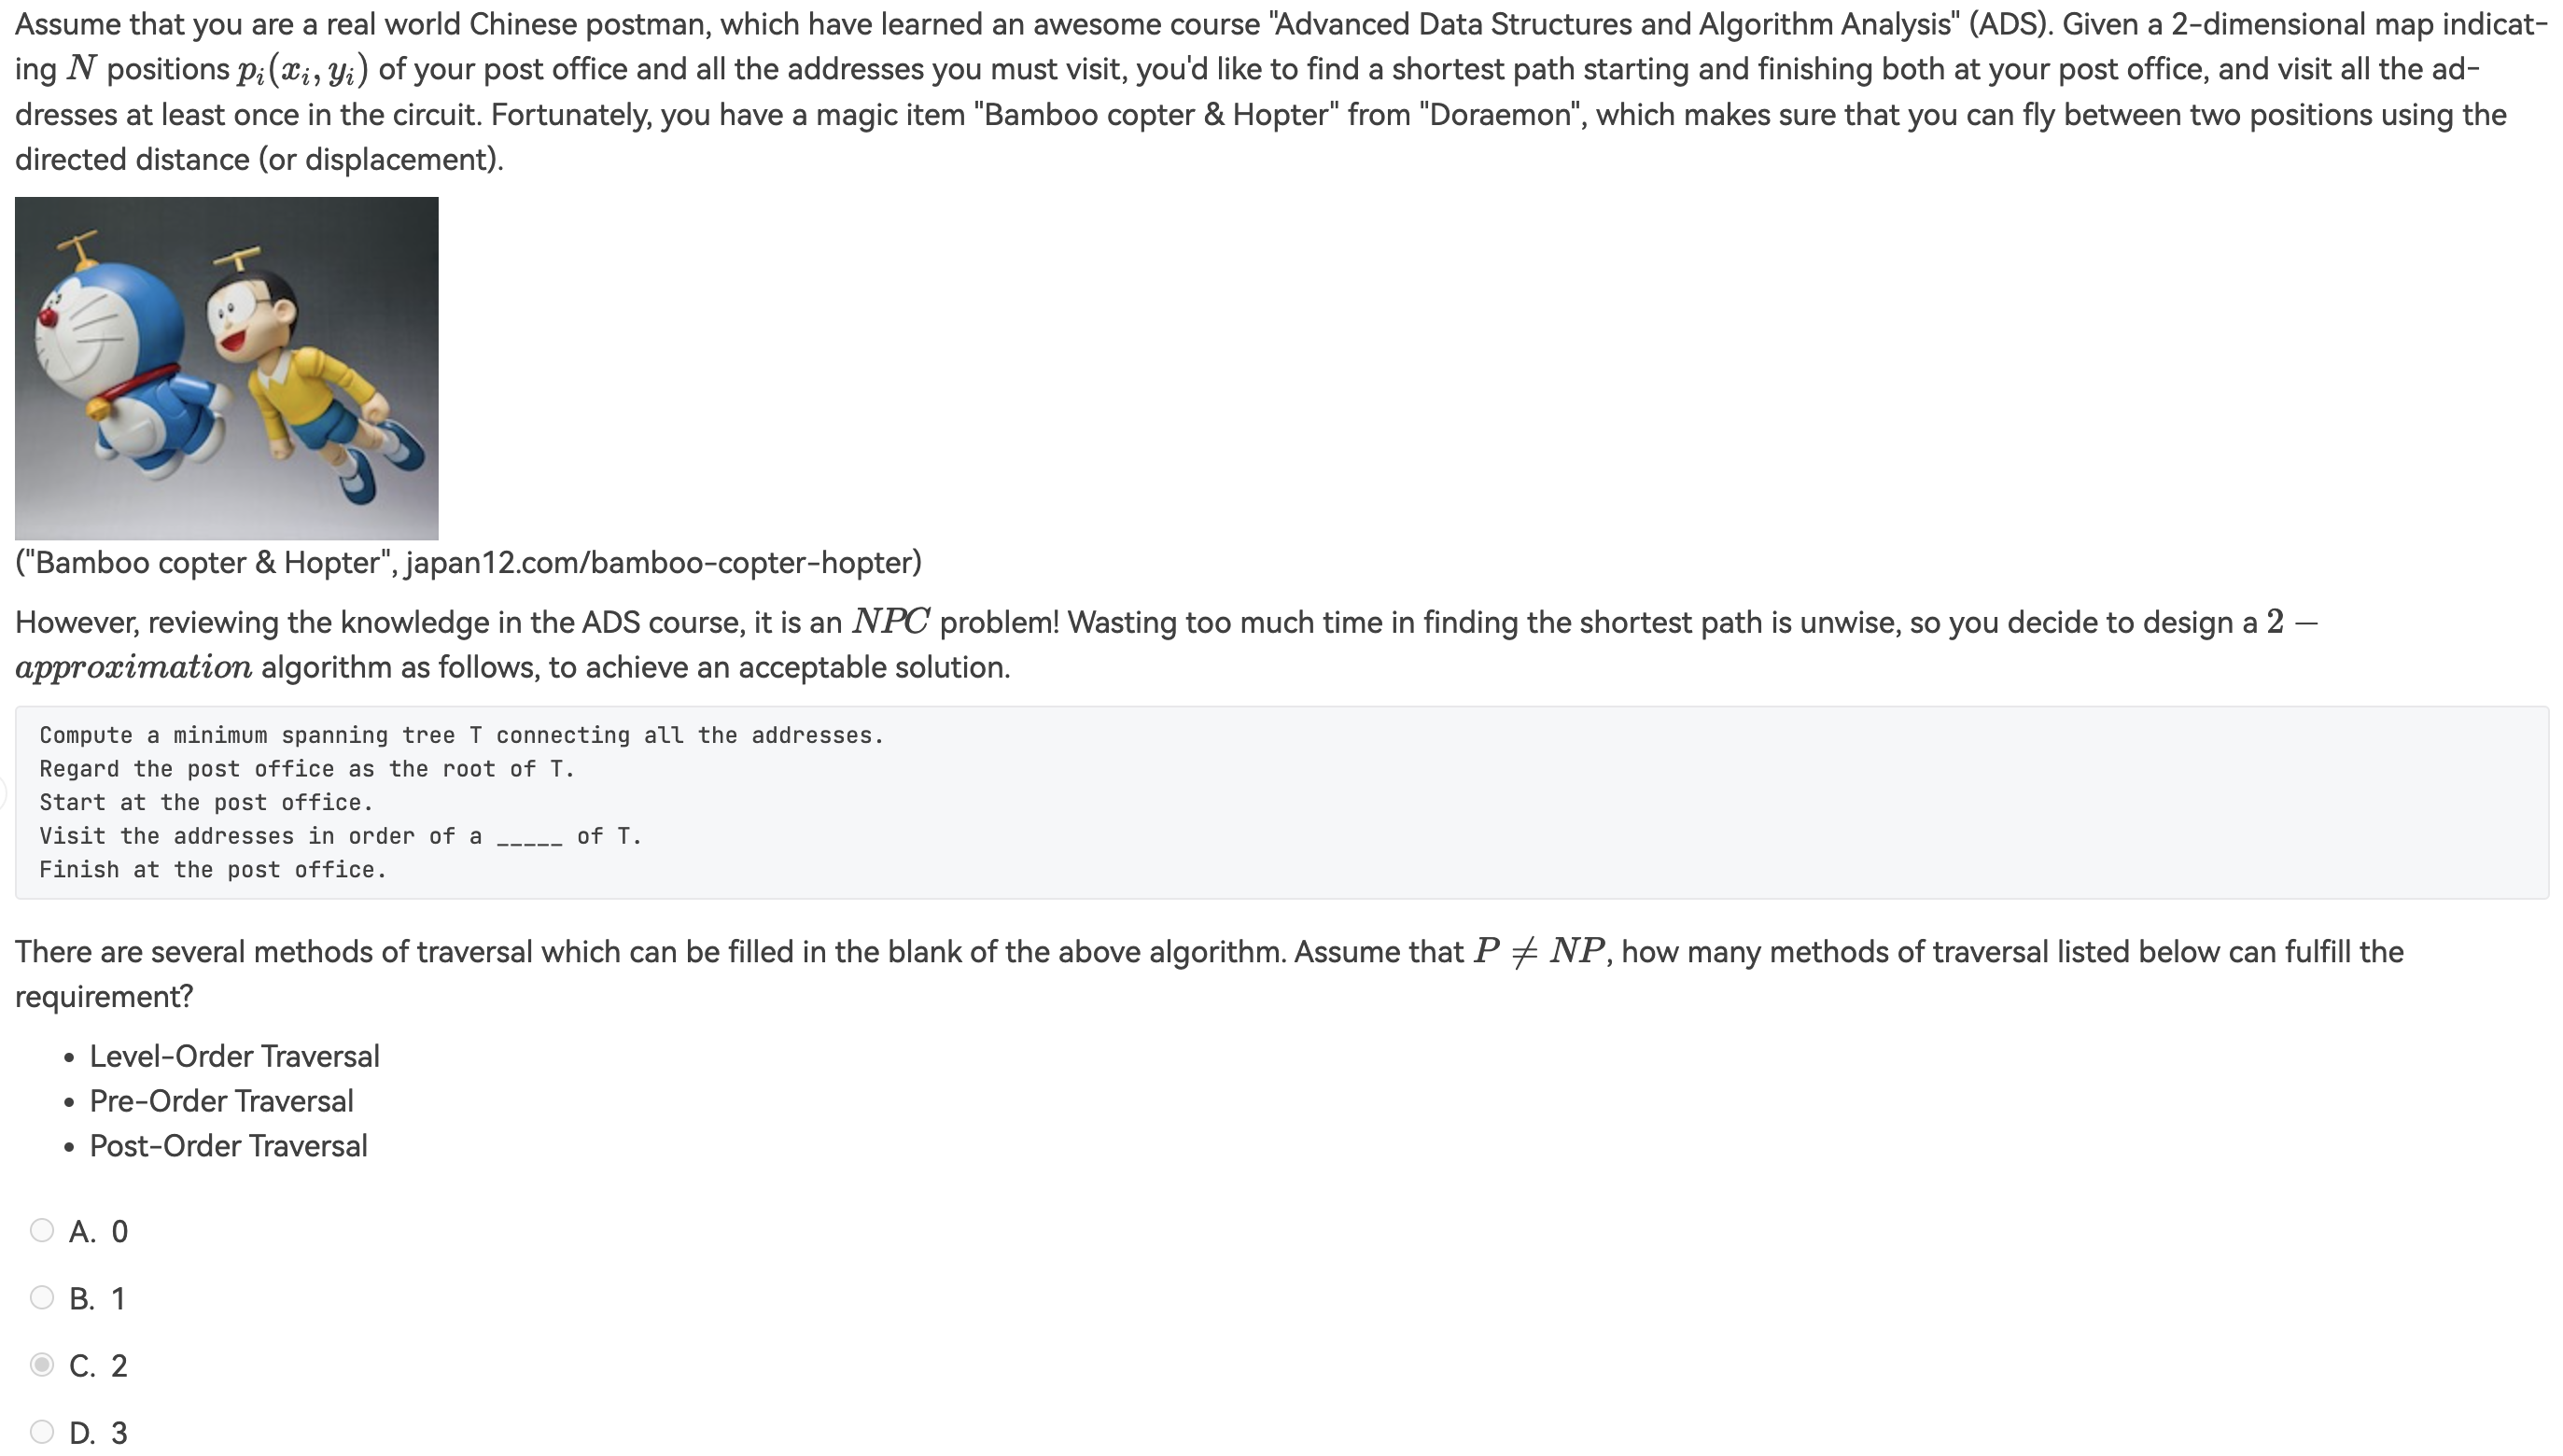 Assume that you are a real world Chinese postman, which have learned an awesome course "Advanced Data Structures and Algorithm Analysis" (ADS). Given a 2-dimensional map indicat-
ing N positions p_i(x_i, y_i) of your post office and all the addresses you must visit, you'd like to find a shortest path starting and finishing both at your post office, and visit all the ad-
dresses at least once in the circuit. Fortunately, you have a magic item "Bamboo copter & Hopter" from "Doraemon", which makes sure that you can fly between two positions using the
directed distance (or displacement).
("Bamboo copter & Hopter", japan12.com/bamboo-copter-hopter)
However, reviewing the knowledge in the ADS course, it is an NPC problem! Wasting too much time in finding the shortest path is unwise, so you decide to design a 2 −
approximation algorithm as follows, to achieve an acceptable solution.
Compute a minimum spanning tree T connecting all the addresses.
Regard the post office as the root of T.
Start at the post office.
Visit the addresses in order of a _____ of T.
Finish at the post office.
There are several methods of traversal which can be filled in the blank of the above algorithm. Assume that P ≠ NP, how many methods of traversal listed below can fulfill the
requirement?
• Level-Order Traversal
• Pre-Order Traversal
• Post-Order Traversal
A. 0
B. 1
C. 2
D. 3